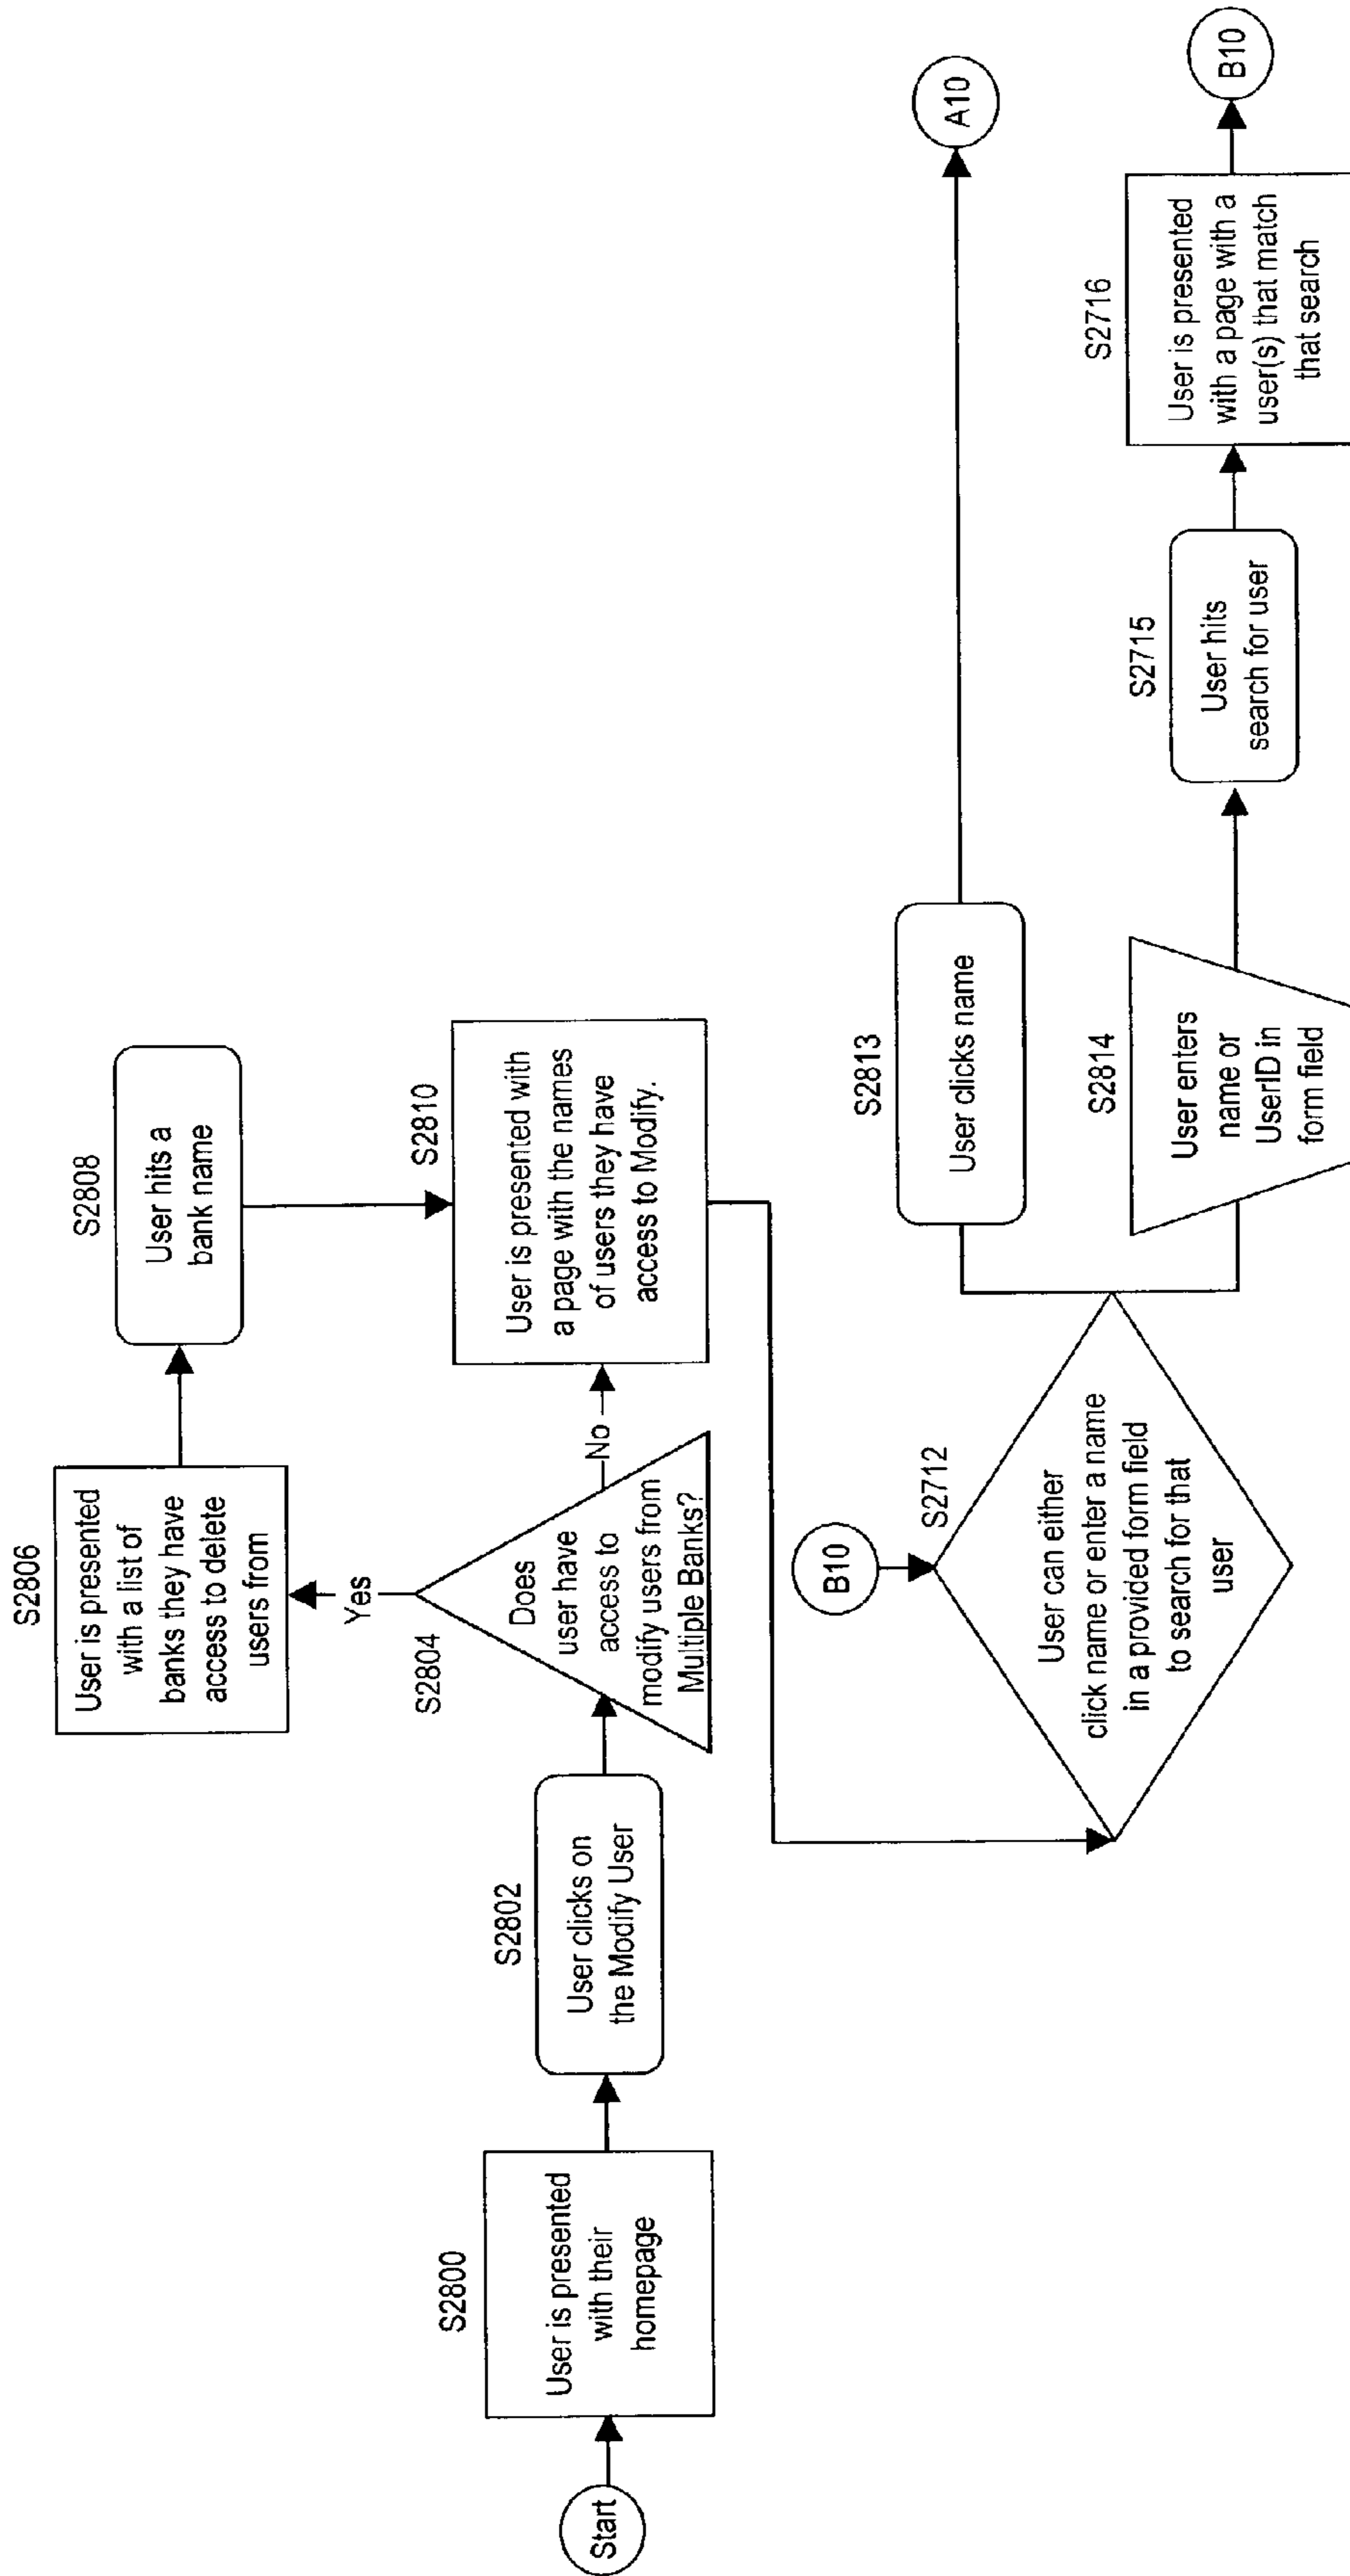 Start
S2800
User is presented
with their
homepage
S2802
User clicks on
the Modify User
S2804
Does
user have
access to
modify users from
Multiple Banks?
Yes
No
S2806
User is presented
with a list of
banks they have
access to delete
users from
S2808
User hits a
bank name
S2810
User is presented with
a page with the names
of users they have
access to Modify.
B10
S2712
User can either
click name or enter a name
in a provided form field
to search for that
user
S2813
User clicks name
A10
S2814
User enters
name or
UserID in
form field
S2715
User hits
search for user
S2716
User is presented
with a page with a
user(s) that match
that search
B10